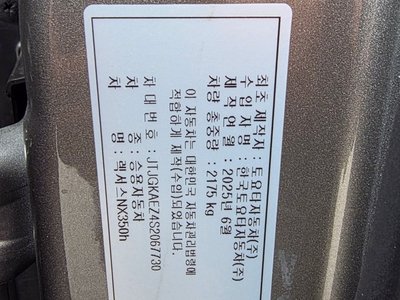 최초 제작자 : 토요타자동차(주)
수 입 사 명 : 한국토요타자동차(주)
제 작 연 월 : 2025년 6월
차량 총중량 : 2175 kg
이 자동차는 대한민국 자동차관리법령에
적합하게 제작(수입)되었습니다.
차 대 번 호 : JTJGKAEZ4S2067730
차 종 : 승용자동차
차 명 : 렉서스NX350h